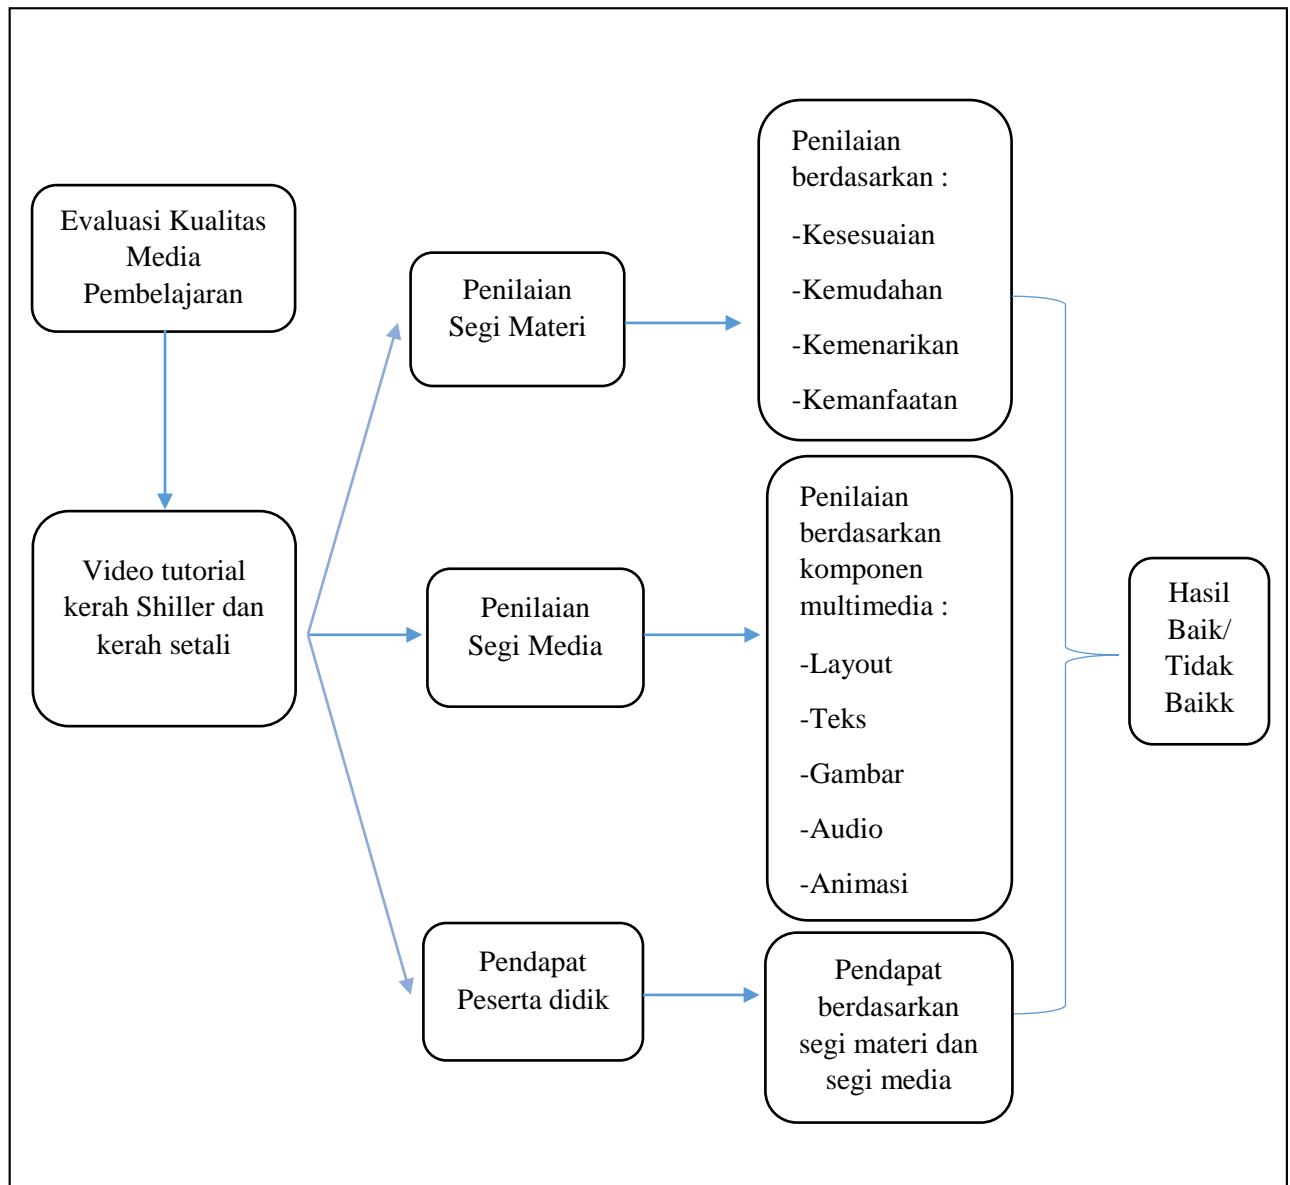 Evaluasi Kualitas
Media
Pembelajaran
Video tutorial
kerah Shiller dan
kerah setali
Penilaian
Segi Materi
Penilaian
Segi Media
Pendapat
Peserta didik
Penilaian
berdasarkan :
-Kesesuaian
-Kemudahan
-Kemenarikan
-Kemanfaatan
Penilaian
berdasarkan
komponen
multimedia :
-Layout
-Teks
-Gambar
-Audio
-Animasi
Pendapat
berdasarkan
segi materi dan
segi media
Hasil
Baik/
Tidak
Baikk